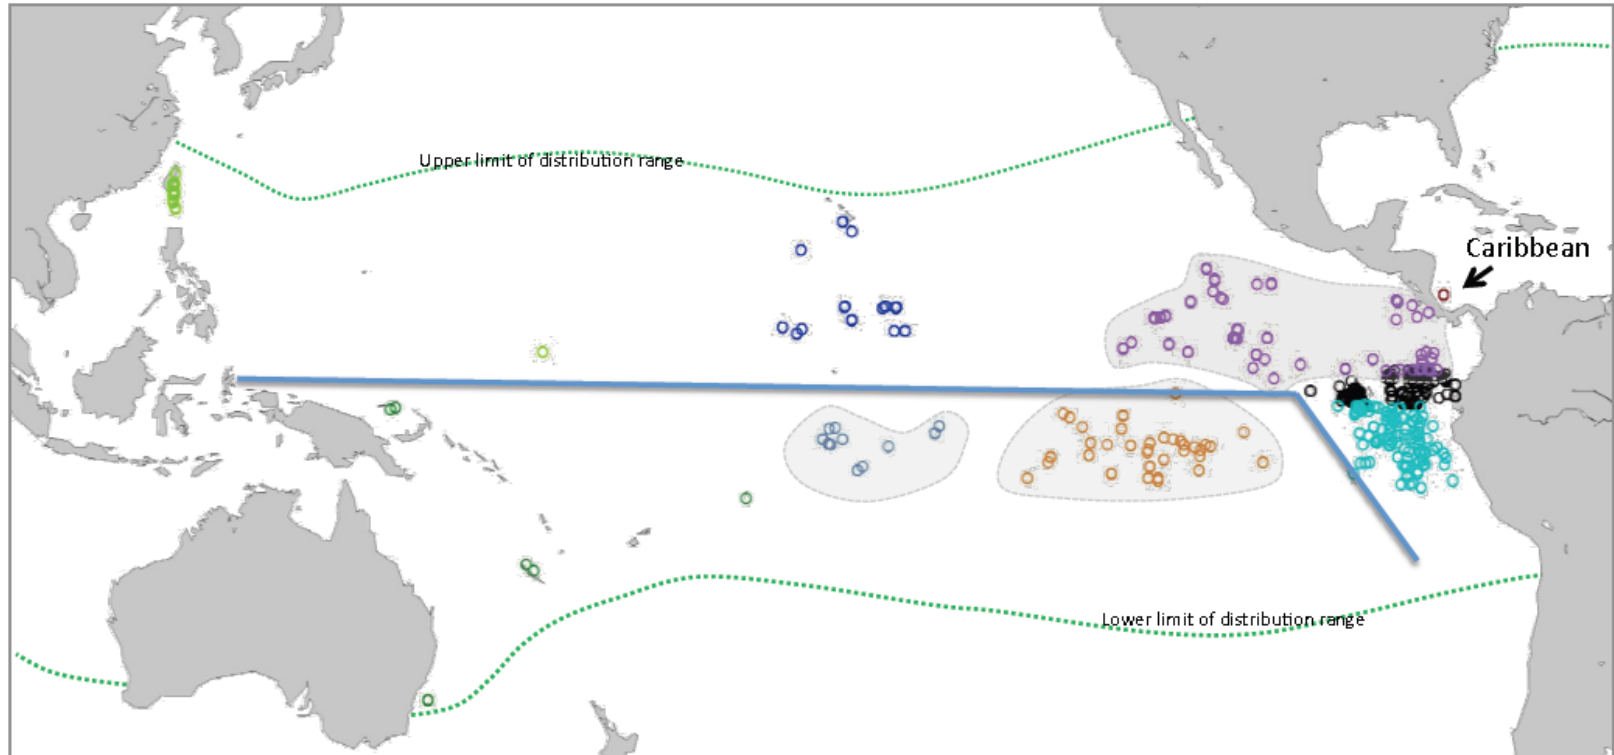 Upper limit of distribution range
Caribbean
Lower limit of distribution range